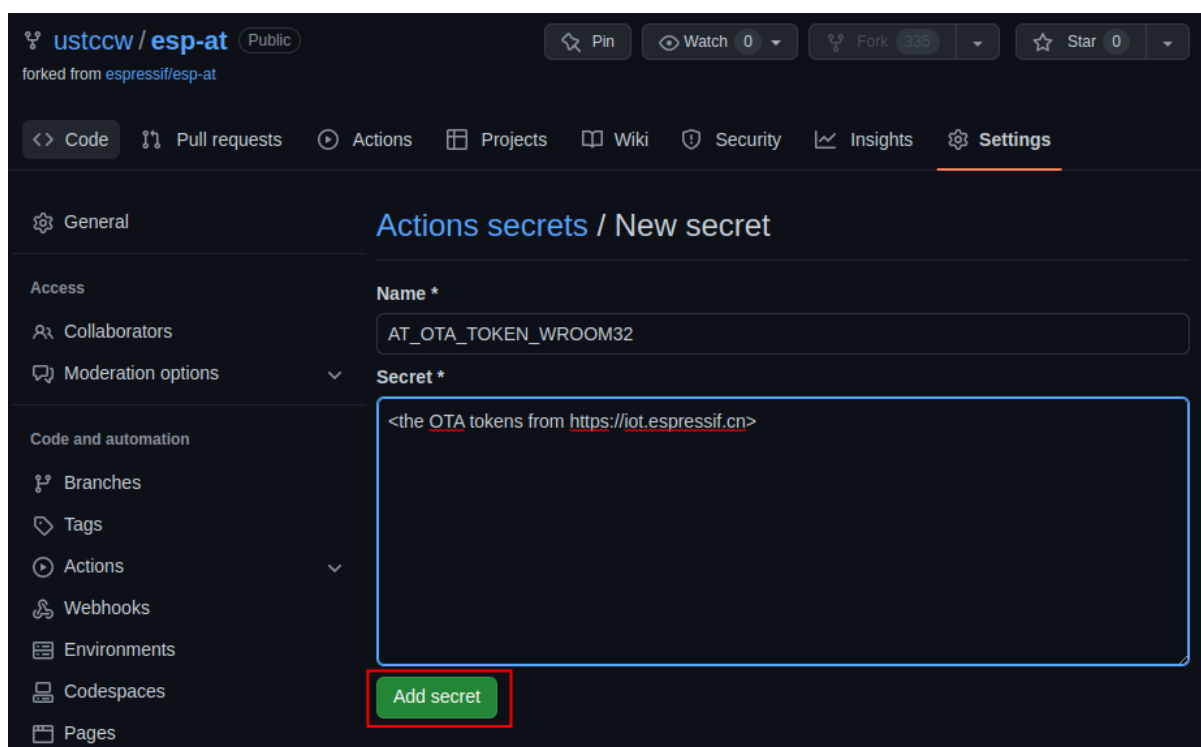 ustccw / esp-at Public
Pin
Watch 0
Fork 335
Star 0
forked from espressif/esp-at
<> Code
Pull requests
Actions
Projects
Wiki
Security
Insights
Settings
General
Access
Collaborators
Moderation options
Code and automation
Branches
Tags
Actions
Webhooks
Environments
Codespaces
Pages
Actions secrets / New secret
Name *
AT_OTA_TOKEN_WROOM32
Secret *
<the OTA tokens from https://iot.espressif.cn>
Add secret